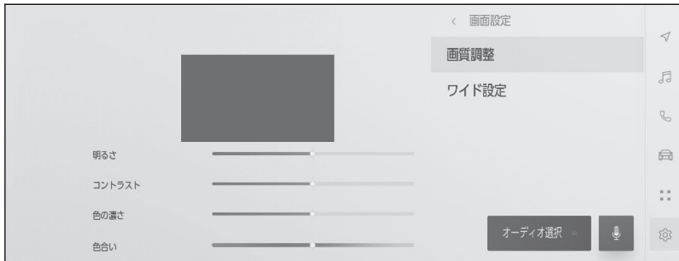 画面設定
画質調整
ワイド設定
明るさ
コントラスト
色の濃さ
色合い
オーディオ選択